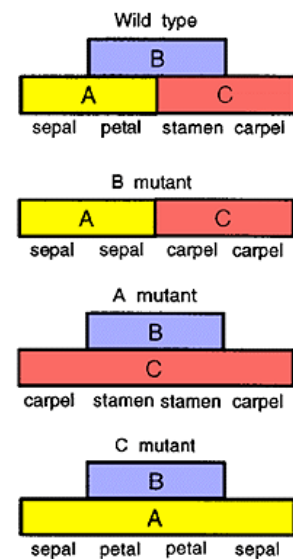 Wild type
B
A C
sepal petal stamen carpel
B mutant
A C
sepal sepal carpel carpel
A mutant
B
C
carpel stamen stamen carpel
C mutant
B
A
sepal petal petal sepal